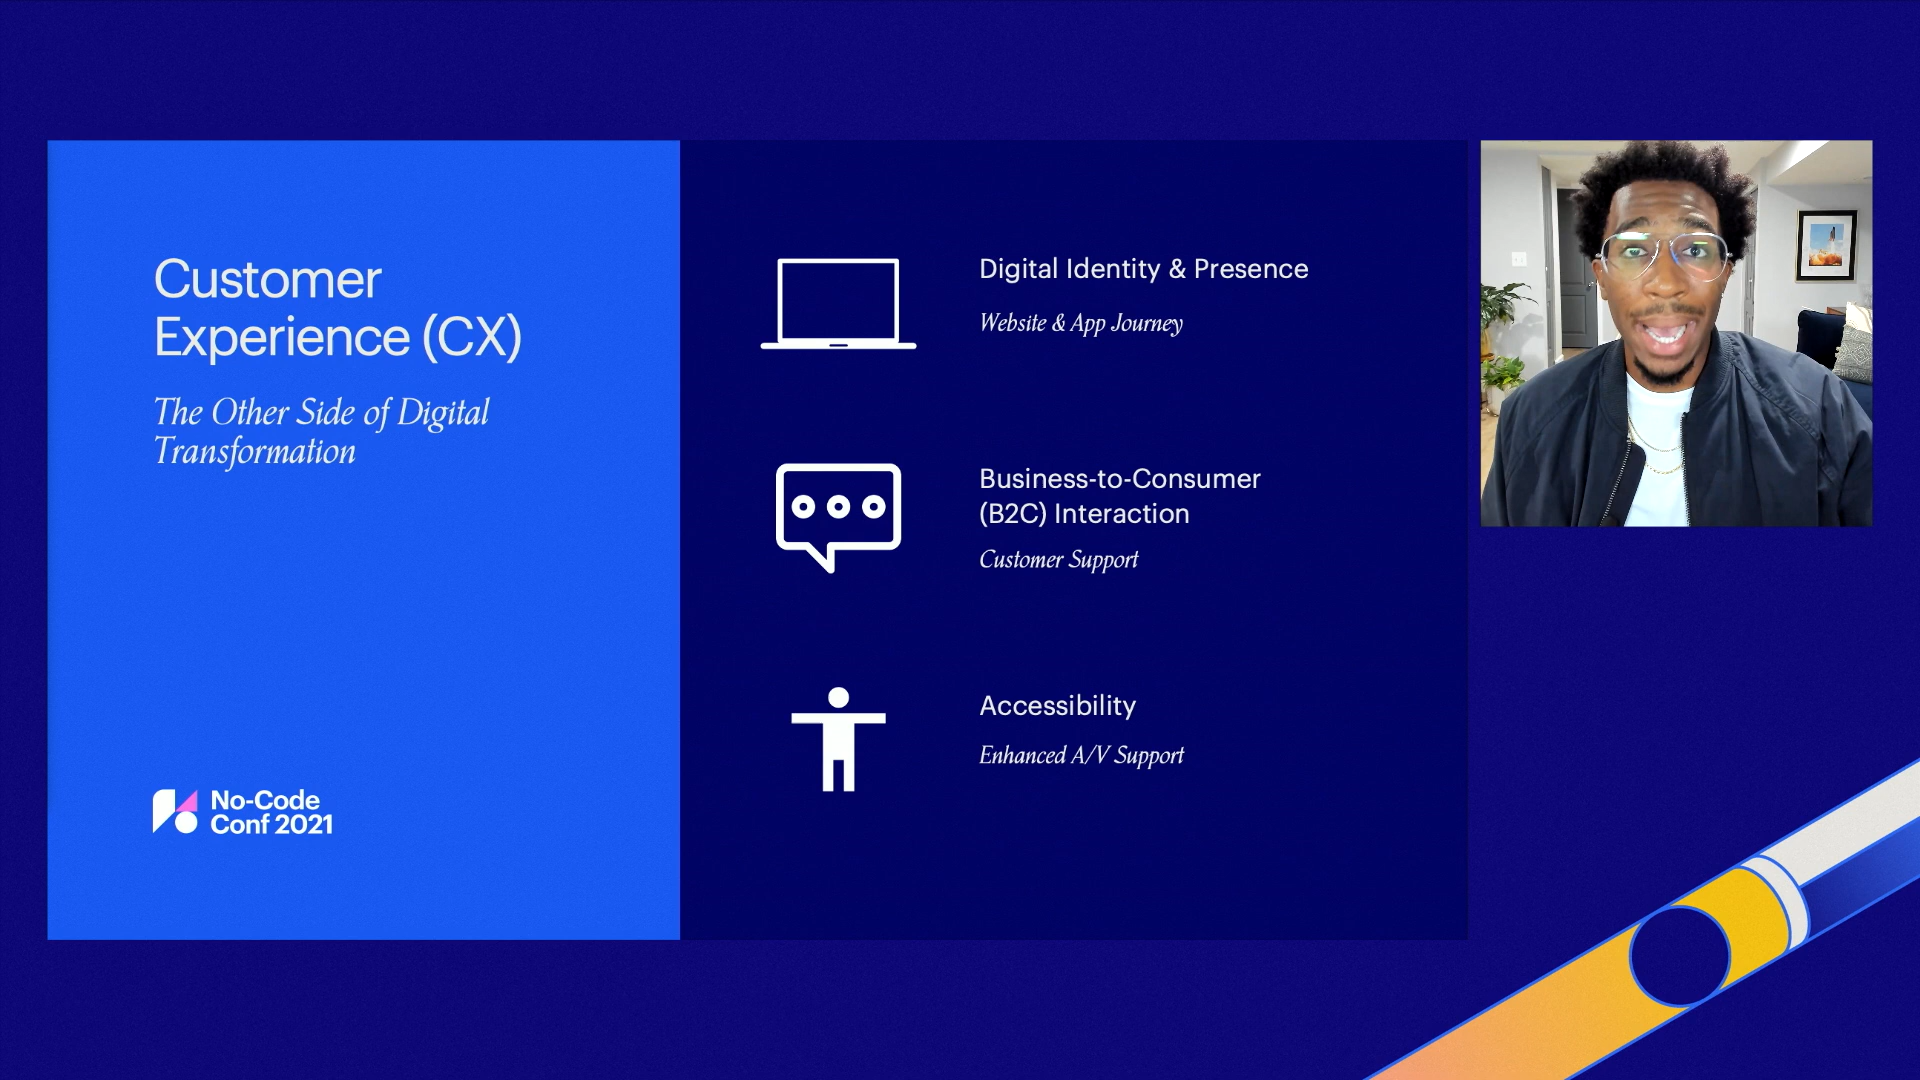 Customer
Experience (CX)
The Other Side of Digital
Transformation
No-Code
Conf 2021
Digital Identity & Presence
Website & App Journey
Business-to-Consumer
(B2C) Interaction
Customer Support
Accessibility
Enhanced A/V Support